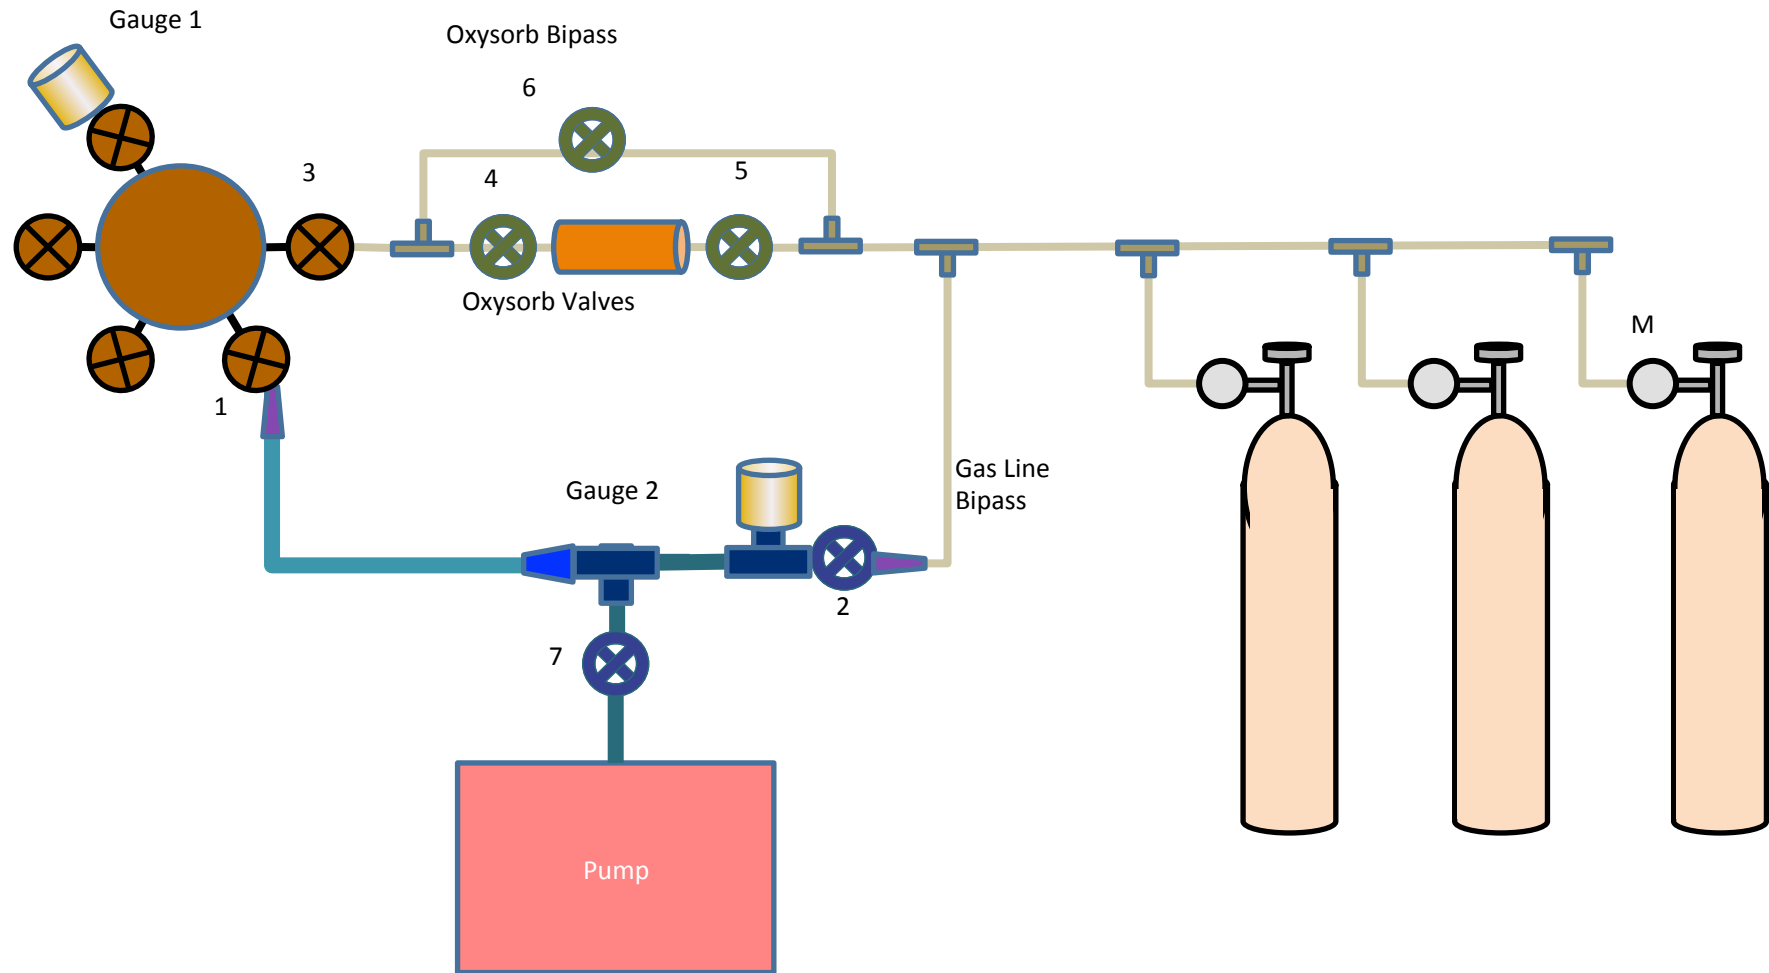 Gauge 1
Oxysorb Bipass
6
3
4
5
Oxysorb Valves
M
1
Gauge 2
Gas Line
Bipass
2
7
Pump